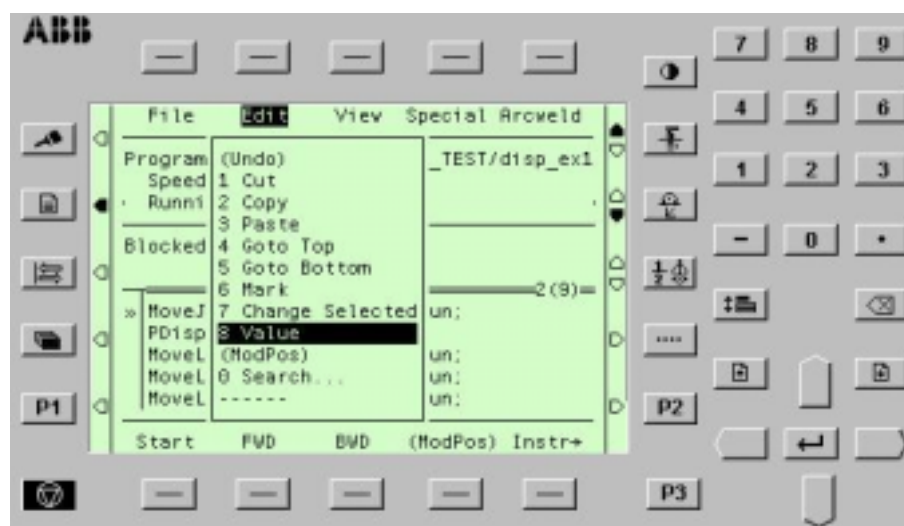 ABB
7 8 9
File Edit View Special Arcweld
4 5 6
Program (Undo) _TEST/disp_ex1
Speed 1 Cut
1 2 3
Runni 2 Copy
3 Paste
Blocked 4 Goto Top
- 0 .
5 Goto Bottom
6 Mark 2(9)
» MoveJ 7 Change Selected un;
PDisp 8 Value
MoveL (ModPos) un;
MoveL 0 Search... un;
MoveL ------ un;
P1 P2
Start FWD BWD (ModPos) Instr→
P3